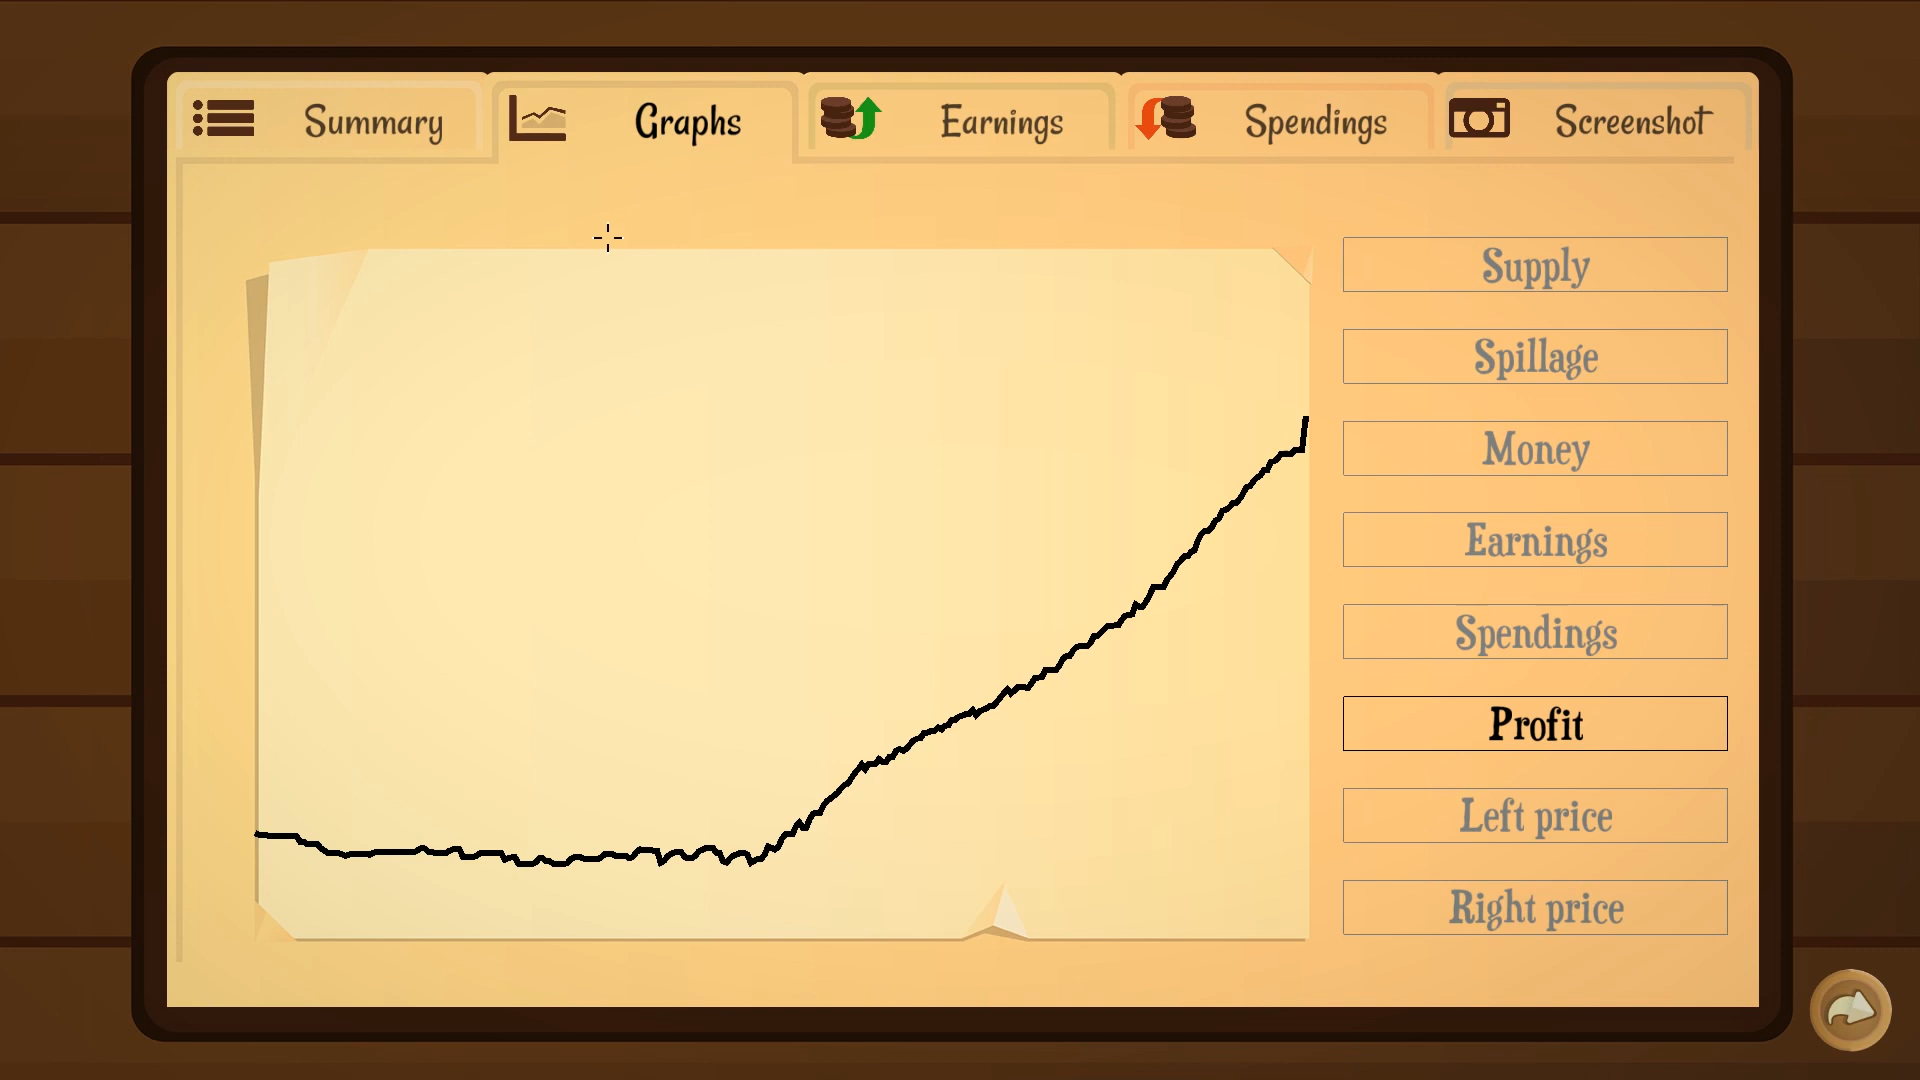 Summary
Graphs
Earnings
Spendings
Screenshot
Supply
Spillage
Money
Earnings
Spendings
Profit
Left price
Right price